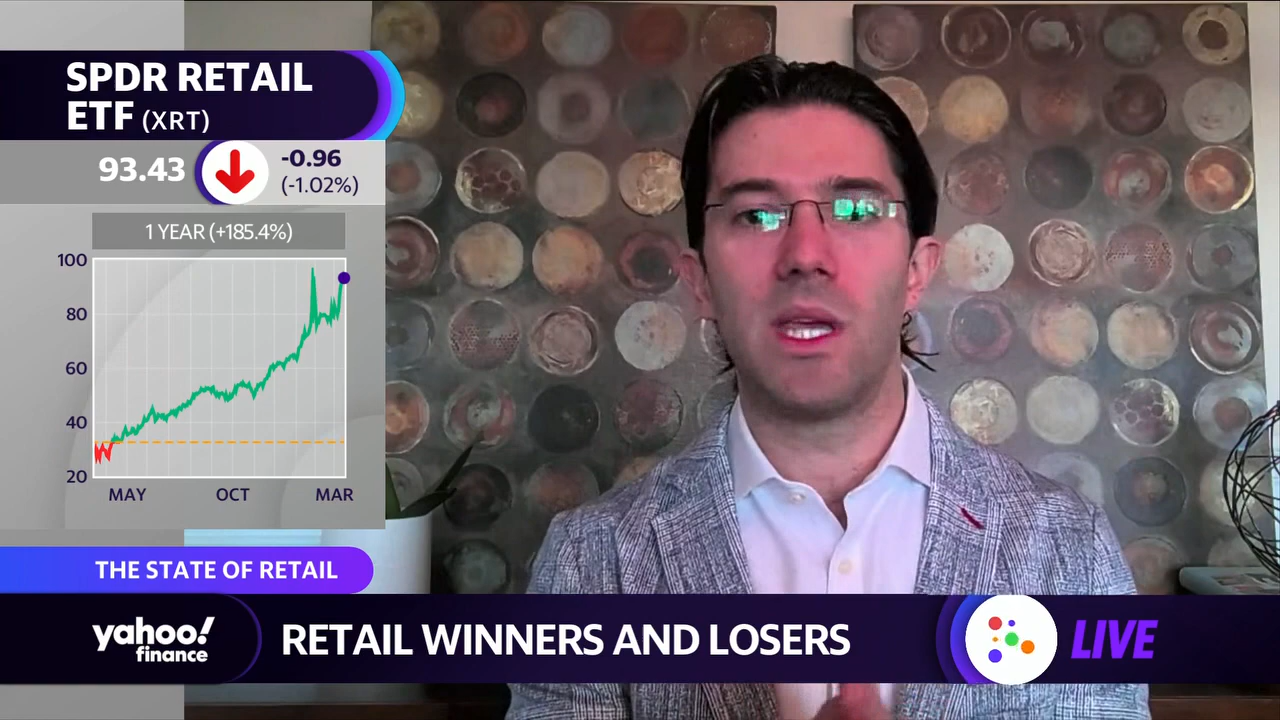 SPDR RETAIL
ETF (XRT)
93.43
-0.96
(-1.02%)
1 YEAR (+185.4%)
100
80
60
40
20
MAY OCT MAR
THE STATE OF RETAIL
yahoo!
finance
RETAIL WINNERS AND LOSERS
LIVE